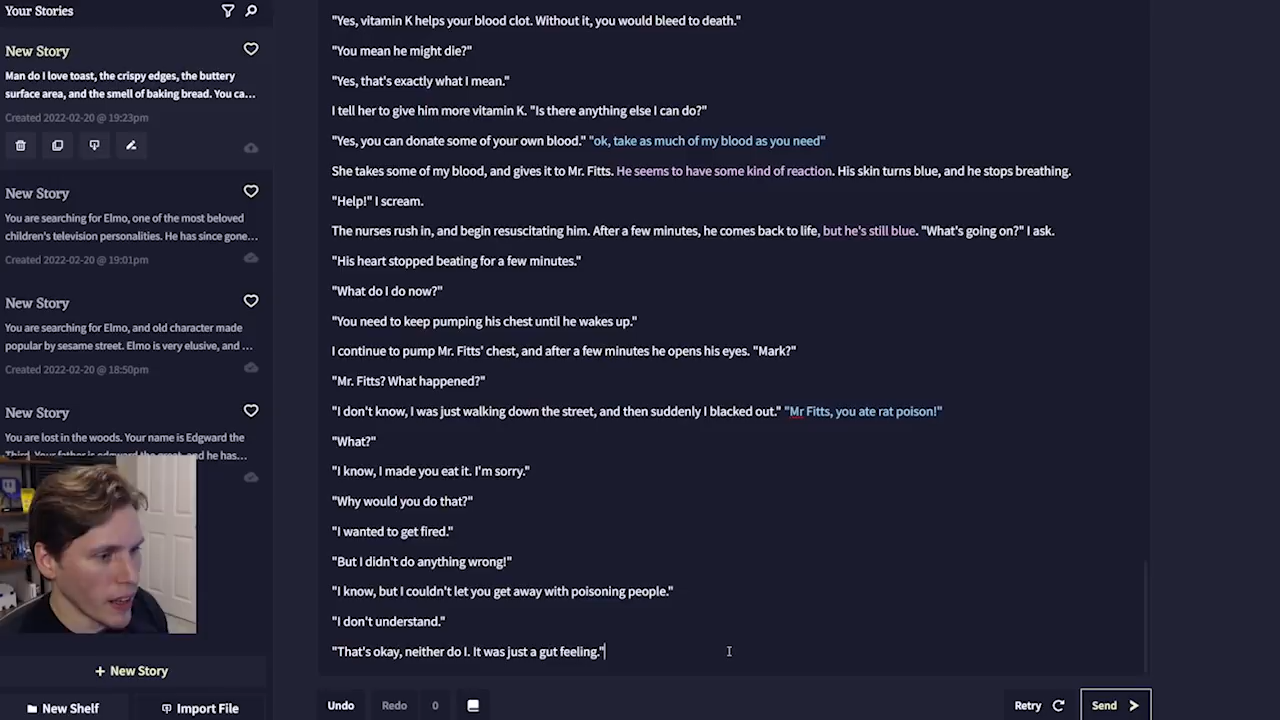 Your Stories
New Story
Man do I love toast, the crispy edges, the buttery
surface area, and the smell of baking bread. You ca...
Created 2022-02-20 @ 19:23pm
New Story
You are searching for Elmo, one of the most beloved
children's television personalities. He has since gone...
Created 2022-02-20 @ 19:01pm
New Story
You are searching for Elmo, and old character made
popular by sesame street. Elmo is very elusive, and ...
Created 2022-02-20 @ 18:50pm
New Story
You are lost in the woods. Your name is Edgward the
Third. Your father is edgward the great, and he has...
+ New Story
New Shelf
Import File
"Yes, vitamin K helps your blood clot. Without it, you would bleed to death."
"You mean he might die?"
"Yes, that's exactly what I mean."
I tell her to give him more vitamin K. "Is there anything else I can do?"
"Yes, you can donate some of your own blood." "ok, take as much of my blood as you need"
She takes some of my blood, and gives it to Mr. Fitts. He seems to have some kind of reaction. His skin turns blue, and he stops breathing.
"Help!" I scream.
The nurses rush in, and begin resuscitating him. After a few minutes, he comes back to life, but he's still blue. "What's going on?" I ask.
"His heart stopped beating for a few minutes."
"What do I do now?"
"You need to keep pumping his chest until he wakes up."
I continue to pump Mr. Fitts' chest, and after a few minutes he opens his eyes. "Mark?"
"Mr. Fitts? What happened?"
"I don't know, I was just walking down the street, and then suddenly I blacked out." "Mr Fitts, you ate rat poison!"
"What?"
"I know, I made you eat it. I'm sorry."
"Why would you do that?"
"I wanted to get fired."
"But I didn't do anything wrong!"
"I know, but I couldn't let you get away with poisoning people."
"I don't understand."
"That's okay, neither do I. It was just a gut feeling."
Undo
Redo
0
Retry
Send